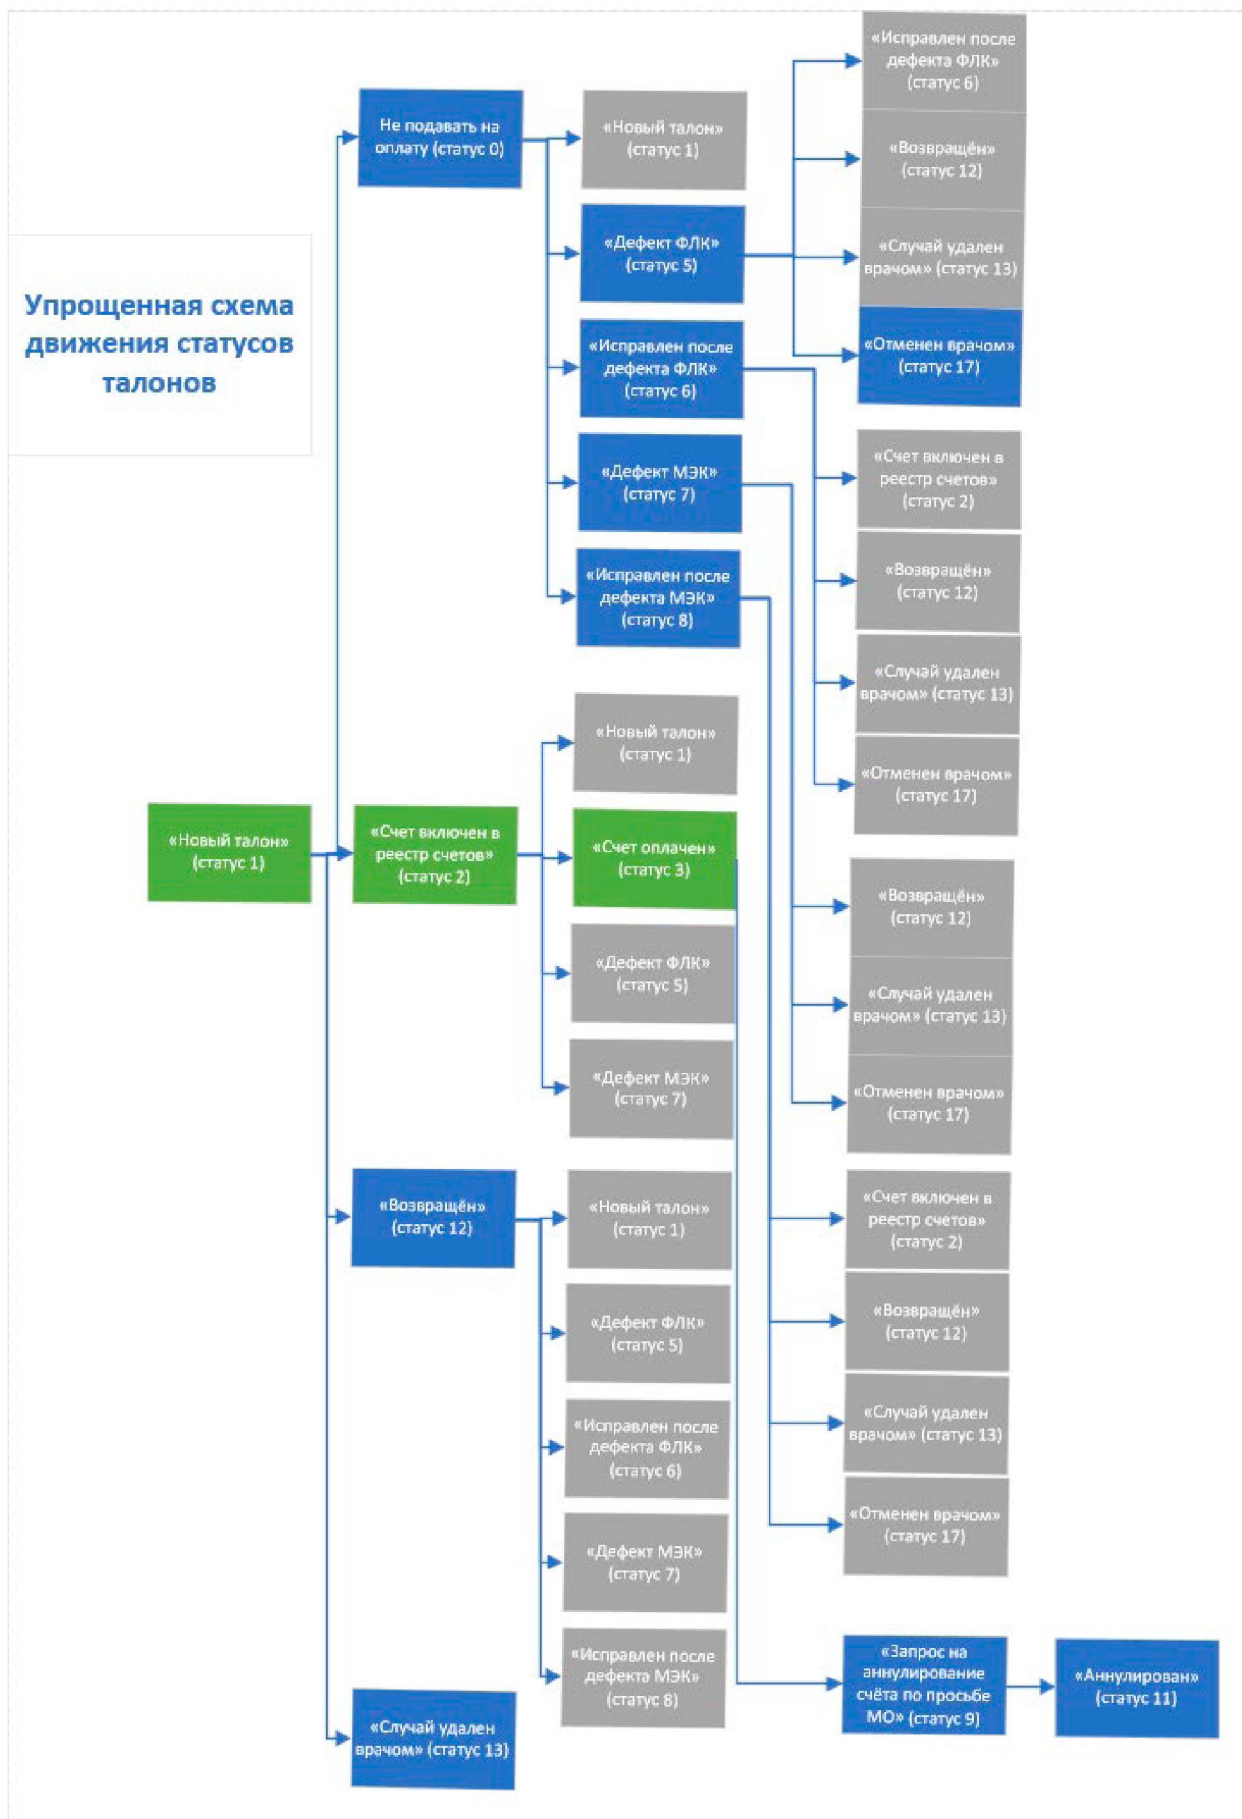 Упрощенная схема
движения статусов
талонов
«Новый талон»
(статус 1)
Не подавать на
оплату (статус 0)
«Счет включен в
реестр счетов»
(статус 2)
«Возвращён»
(статус 12)
«Случай удален
врачом» (статус 13)
«Новый талон»
(статус 1)
«Дефект ФЛК»
(статус 5)
«Исправлен после
дефекта ФЛК»
(статус 6)
«Дефект МЭК»
(статус 7)
«Исправлен после
дефекта МЭК»
(статус 8)
«Новый талон»
(статус 1)
«Счет оплачен»
(статус 3)
«Дефект ФЛК»
(статус 5)
«Дефект МЭК»
(статус 7)
«Новый талон»
(статус 1)
«Дефект ФЛК»
(статус 5)
«Исправлен после
дефекта ФЛК»
(статус 6)
«Дефект МЭК»
(статус 7)
«Исправлен после
дефекта МЭК»
(статус 8)
«Исправлен после
дефекта ФЛК»
(статус 6)
«Возвращён»
(статус 12)
«Случай удален
врачом» (статус 13)
«Отменен врачом»
(статус 17)
«Счет включен в
реестр счетов»
(статус 2)
«Возвращён»
(статус 12)
«Случай удален
врачом» (статус 13)
«Отменен врачом»
(статус 17)
«Возвращён»
(статус 12)
«Случай удален
врачом» (статус 13)
«Отменен врачом»
(статус 17)
«Счет включен в
реестр счетов»
(статус 2)
«Возвращён»
(статус 12)
«Случай удален
врачом» (статус 13)
«Отменен врачом»
(статус 17)
«Запрос на
аннулирование
счёта по просьбе
МО» (статус 9)
«Аннулирован»
(статус 11)